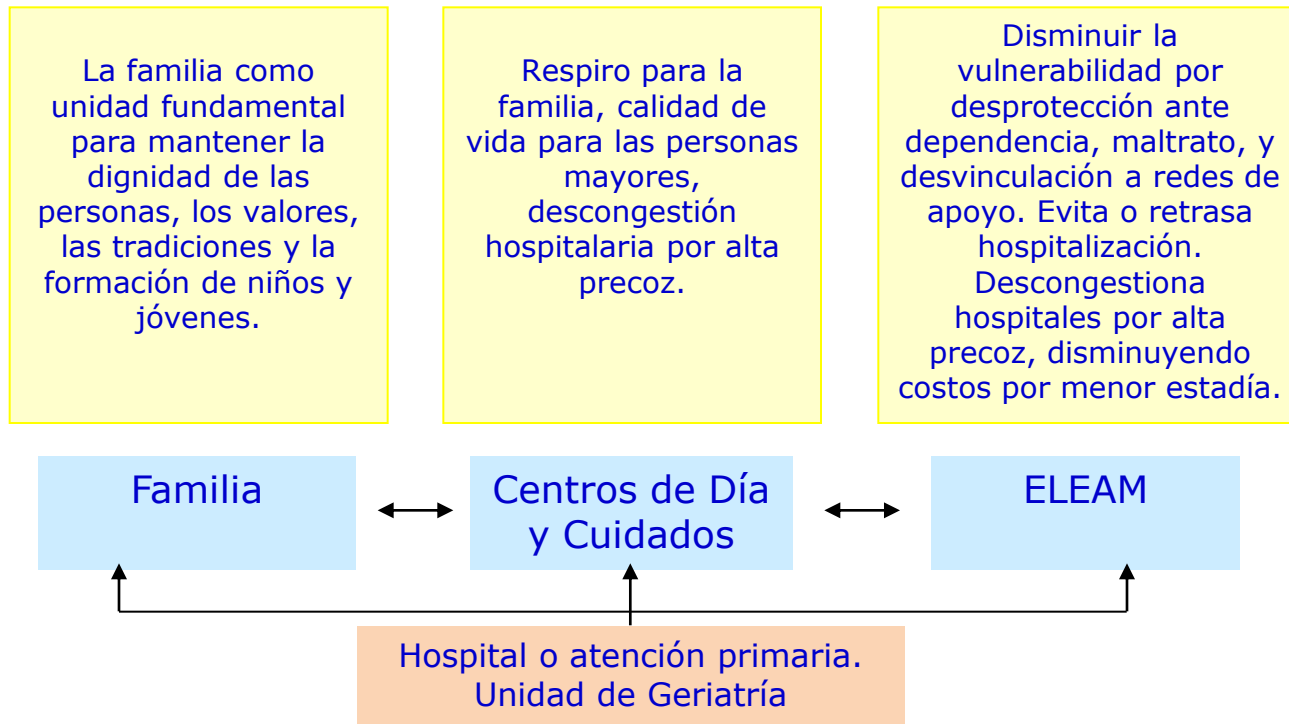 La familia como
unidad fundamental
para mantener la
dignidad de las
personas, los valores,
las tradiciones y la
formación de niños y
jóvenes.
Respiro para la
familia, calidad de
vida para las personas
mayores,
descongestión
hospitalaria por alta
precoz.
Disminuir la
vulnerabilidad por
desprotección ante
dependencia, maltrato, y
desvinculación a redes de
apoyo. Evita o retrasa
hospitalización.
Descongestiona
hospitales por alta
precoz, disminuyendo
costos por menor estadía.
Familia
Centros de Día
y Cuidados
ELEAM
Hospital o atención primaria.
Unidad de Geriatría